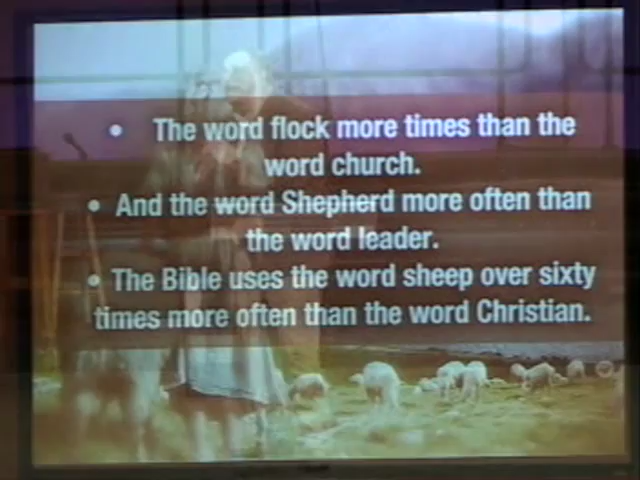 • The word flock more times than the
word church.
• And the word Shepherd more often than
the word leader.
• The Bible uses the word sheep over sixty
times more often than the word Christian.